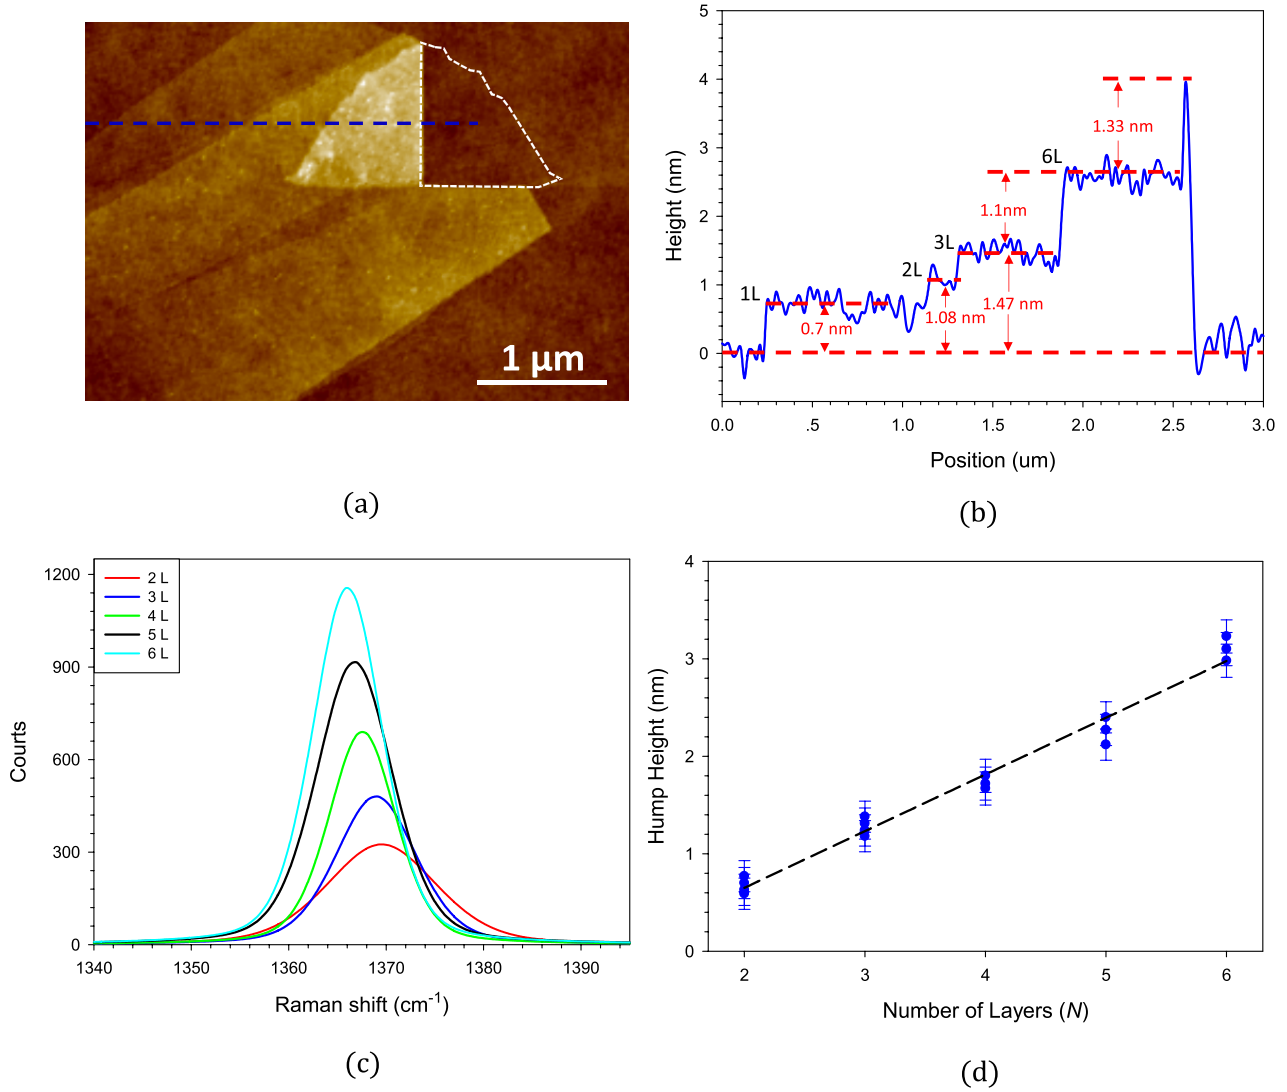 1 μm
(a)
5
4
3
2
1
0
Height (nm)
1L
2L
3L
6L
0.7 nm
1.08 nm
1.47 nm
1.1nm
1.33 nm
0.0
.5
1.0
1.5
2.0
2.5
3.0
Position (um)
(b)
1200
900
600
300
0
Courts
2 L
3 L
4 L
5 L
6 L
1340
1350
1360
1370
1380
1390
Raman shift (cm-1)
(c)
4
3
2
1
0
Hump Height (nm)
2
3
4
5
6
Number of Layers (N)
(d)